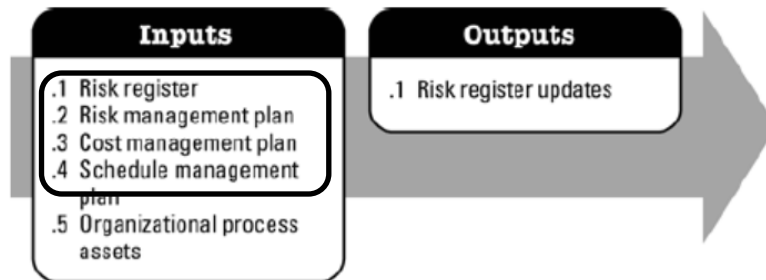 Inputs
.1 Risk register
.2 Risk management plan
.3 Cost management plan
.4 Schedule management
plan
.5 Organizational process
assets
Outputs
.1 Risk register updates